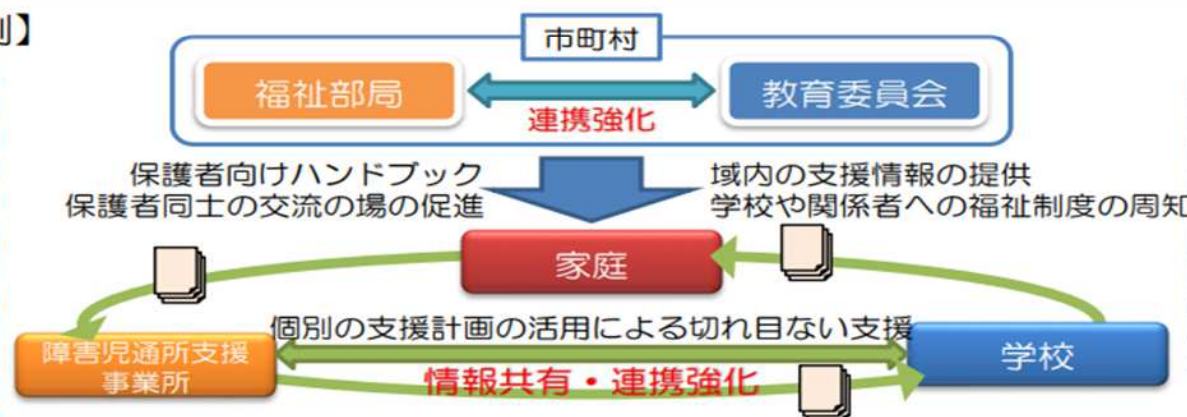 例】
市町村
福祉部局
教育委員会
連携強化
保護者向けハンドブック
保護者同士の交流の場の促進
域内の支援情報の提供
学校や関係者への福祉制度の周知
家庭
個別の支援計画の活用による切れ目ない支援
障害児通所支援
事業所
学校
情報共有・連携強化